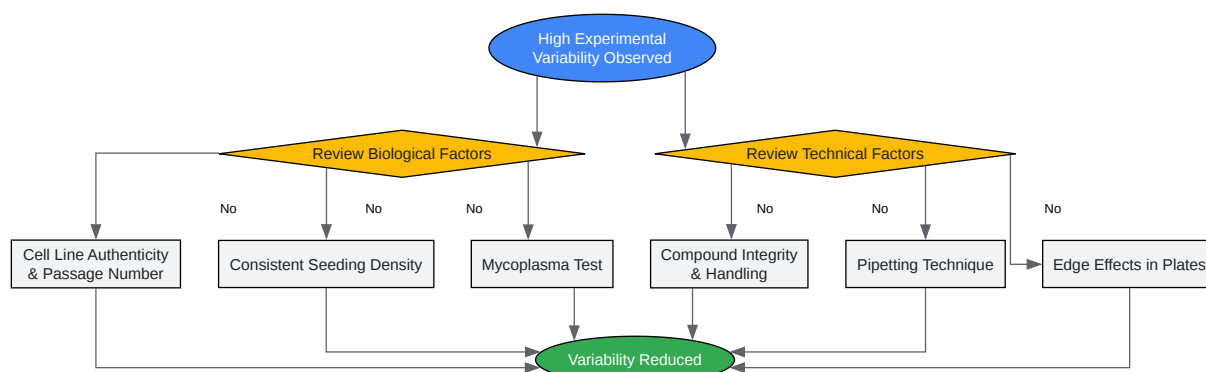 High Experimental
Variability Observed
Review Biological Factors
Review Technical Factors
No
No
No
No
No
No
Cell Line Authenticity
& Passage Number
Consistent Seeding Density
Mycoplasma Test
Compound Integrity
& Handling
Pipetting Technique
Edge Effects in Plates
Variability Reduced